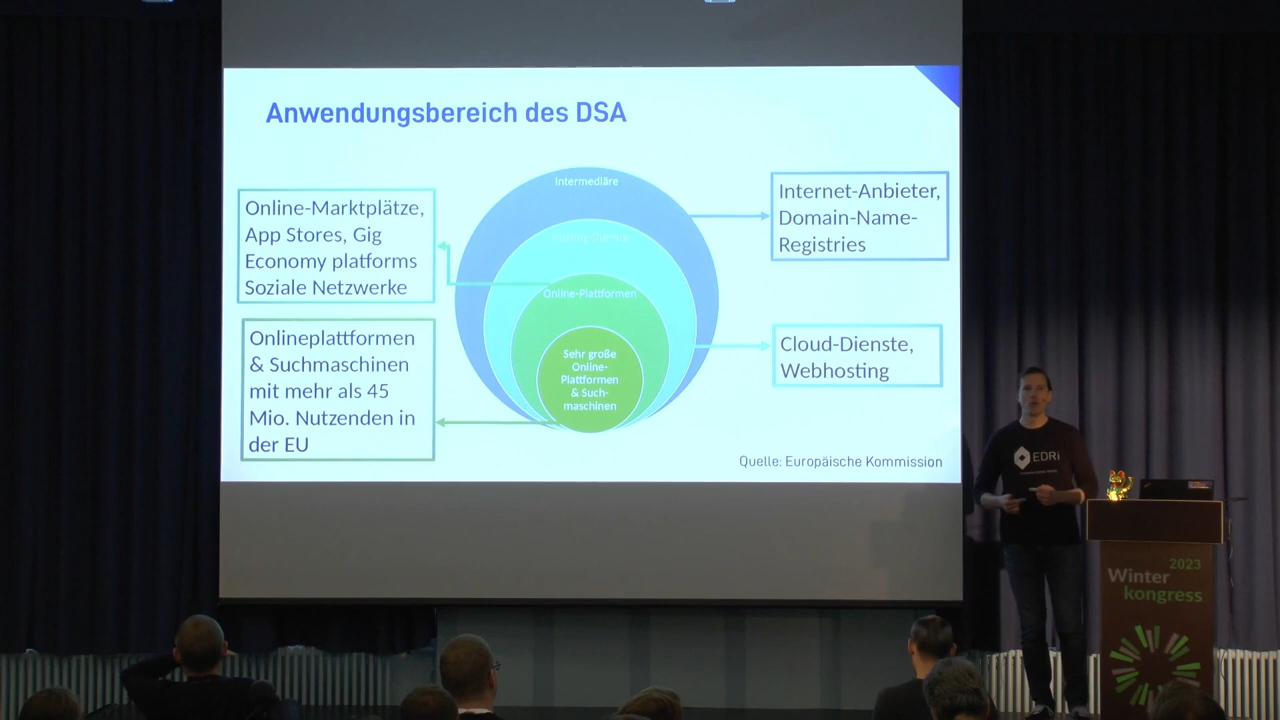 Anwendungsbereich des DSA
Online-Marktplätze,
App Stores, Gig
Economy platforms
Soziale Netzwerke
Onlineplattformen
& Suchmaschinen
mit mehr als 45
Mio. Nutzenden in
der EU
Intermediäre
Hosting-Dienste
Online-Plattformen
Sehr große
Online-
Plattformen
& Such-
maschinen
Internet-Anbieter,
Domain-Name-
Registries
Cloud-Dienste,
Webhosting
Quelle: Europäische Kommission
EDRi
2023
Winter
kongress